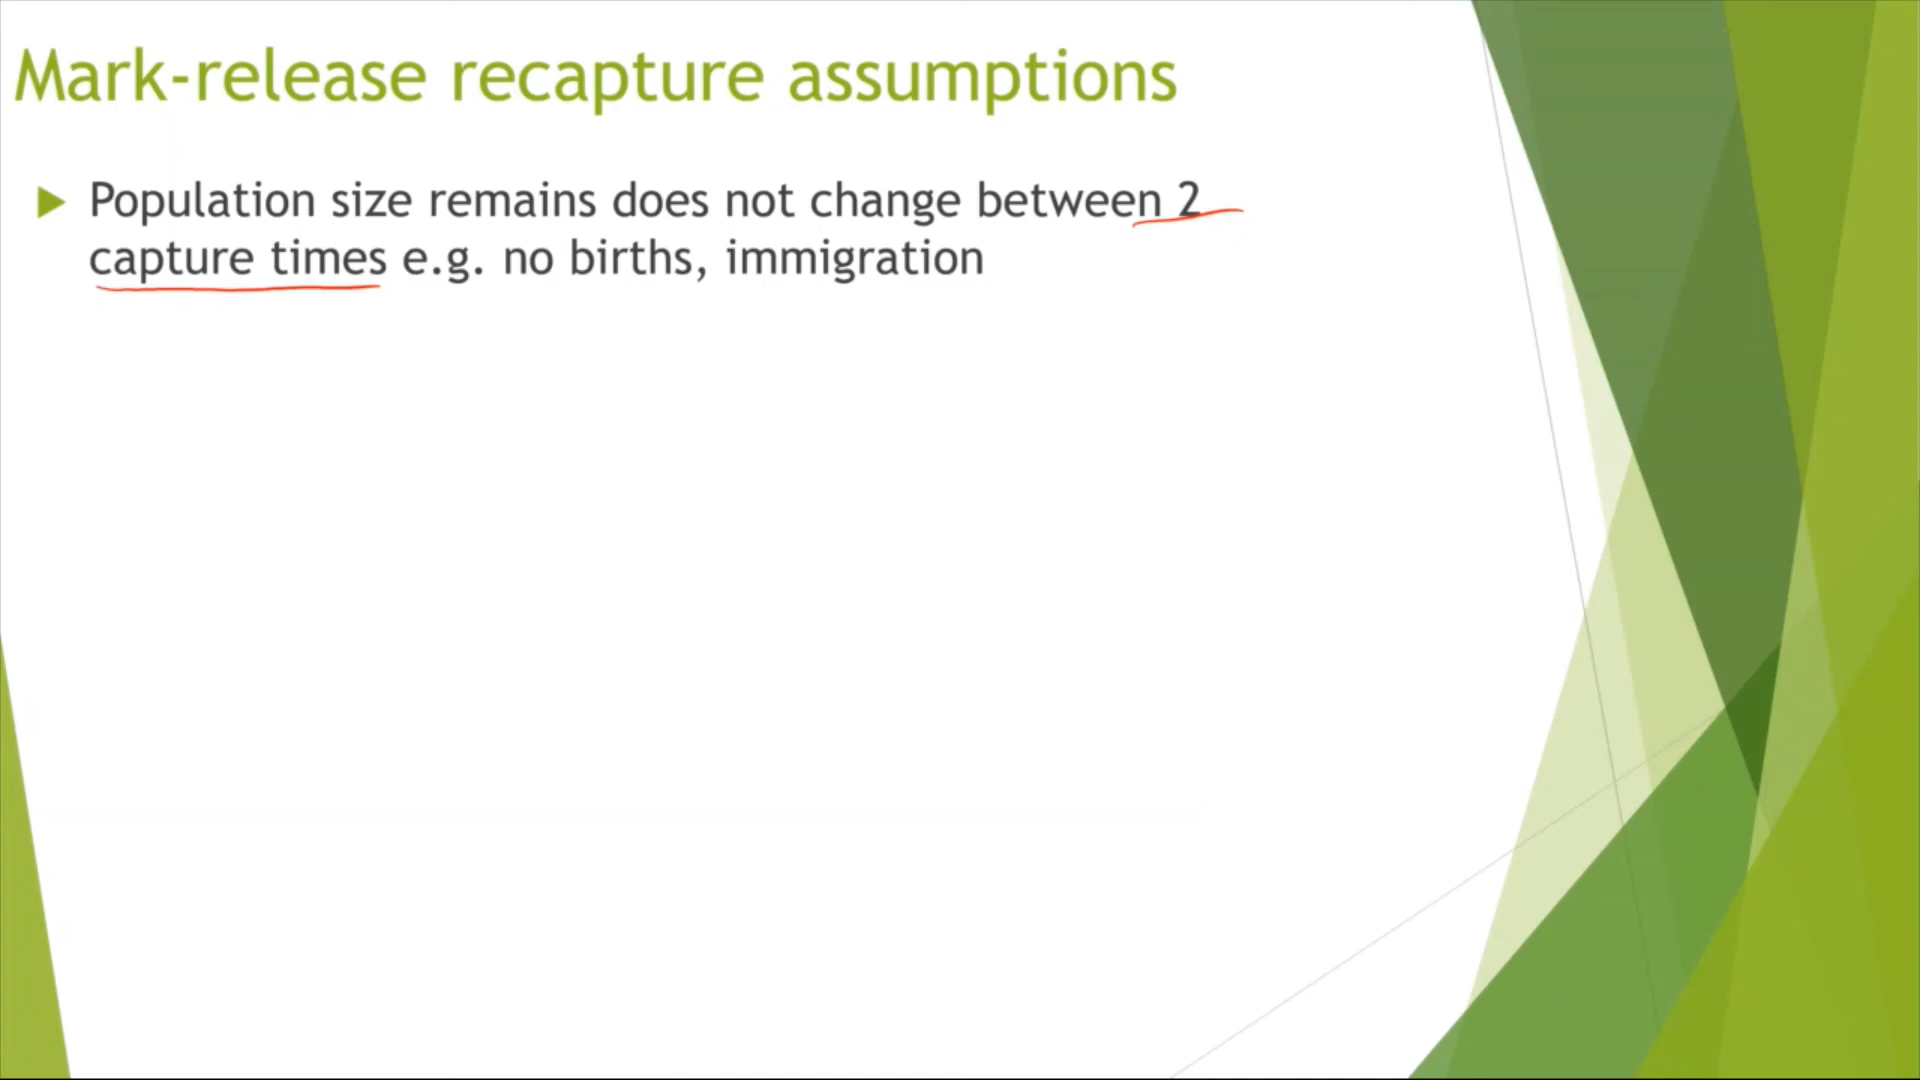 Mark-release recapture assumptions
Population size remains does not change between 2
capture times e.g. no births, immigration